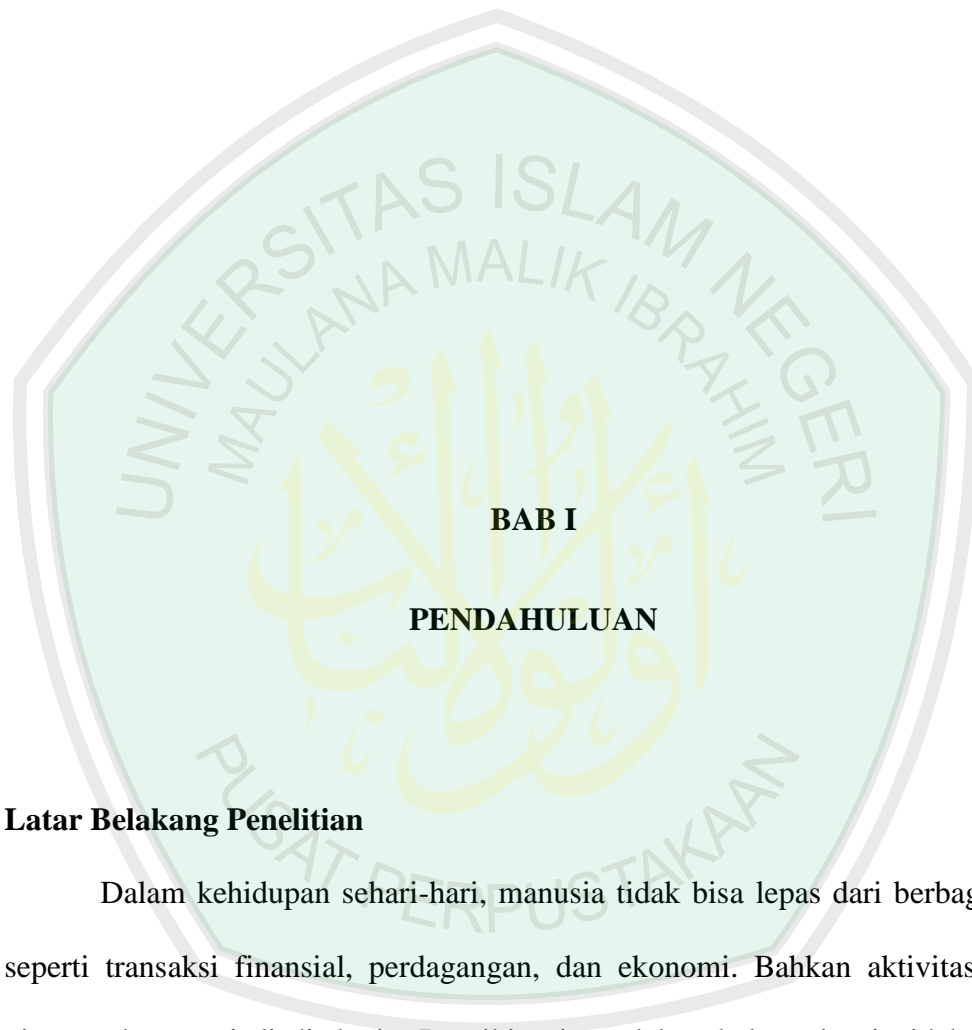 UNIVERSITAS ISLAM NEGERI
MAULANA MALIK IBRAHIM
BAB I
PENDAHULUAN
Latar Belakang Penelitian
Dalam kehidupan sehari-hari, manusia tidak bisa lepas dari
seperti transaksi finansial, perdagangan, dan ekonomi. Bahkan aktivitas
PUSAT PERPUSTAKAAN